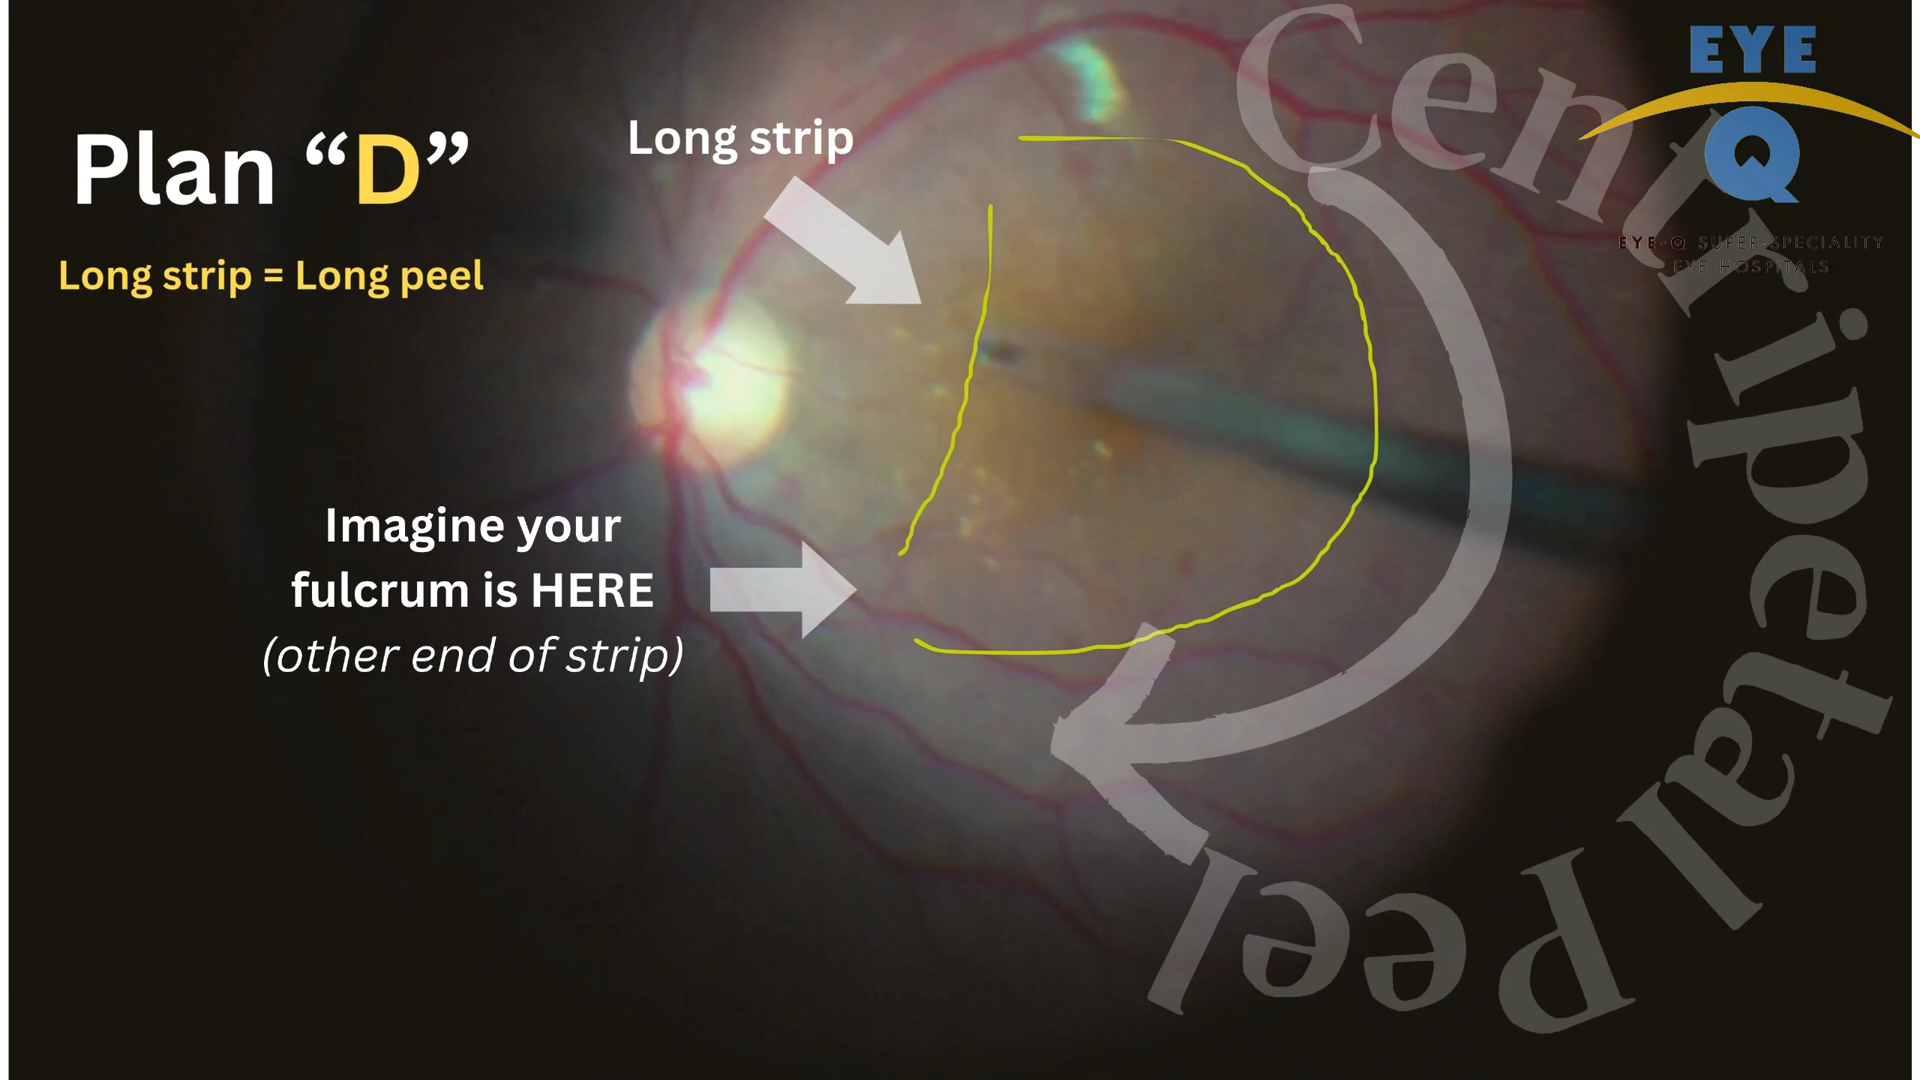 Plan “D”
Long strip = Long peel
Long strip
Imagine your
fulcrum is HERE
(other end of strip)
Centripetal Peel
EYE
Q
EYE-Q SUPER-SPECIALITY
EYE HOSPITALS